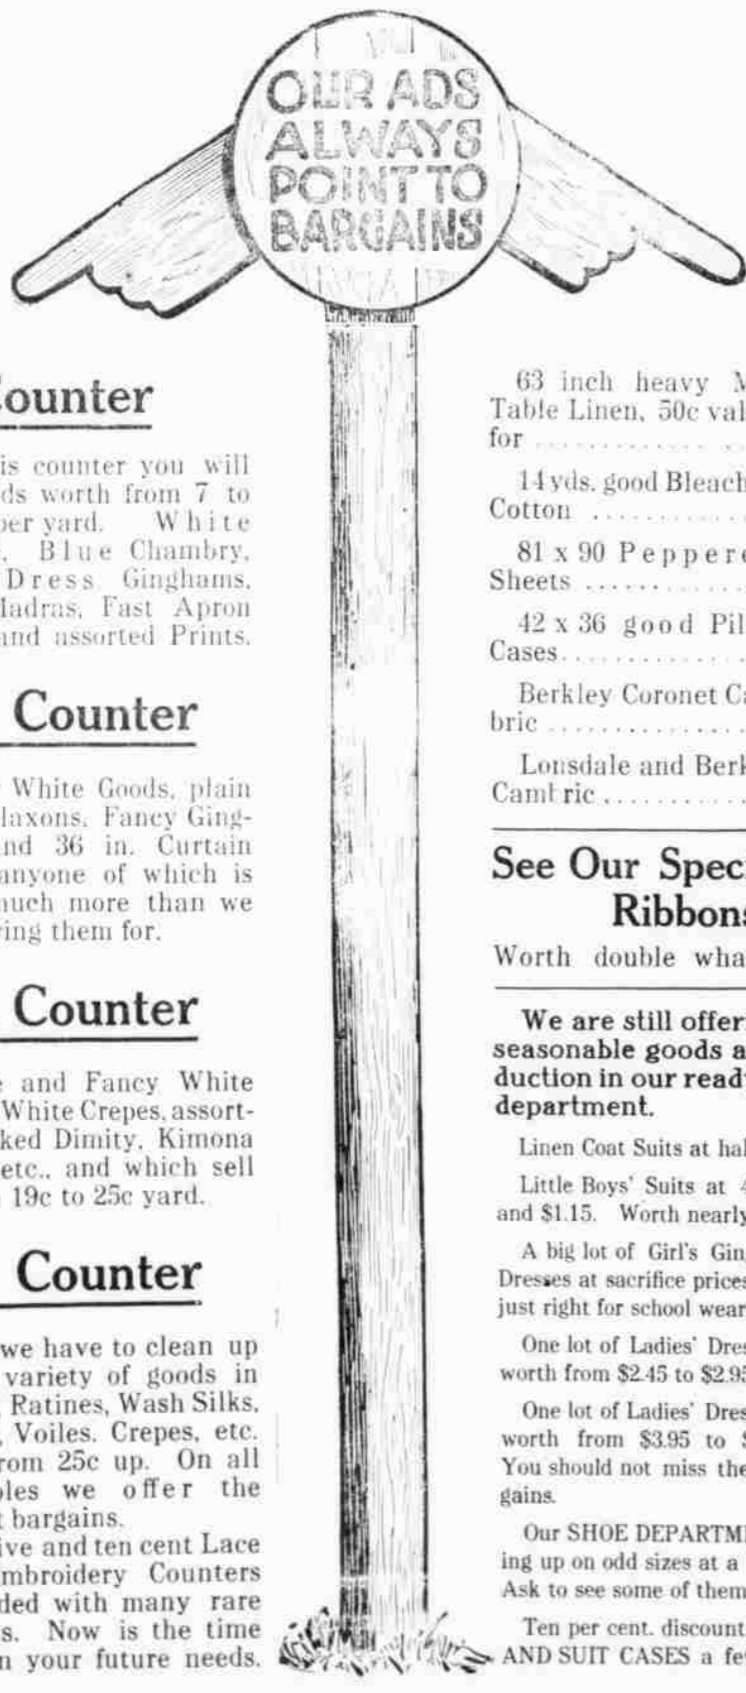 OUR ADS
ALWAYS
POINT TO
BARGAINS
Counter
is counter you will
ds worth from 7 to
per yard. White
Blue Chambry,
Dress Ginghams,
Madras, Fast Apron
and assorted Prints.
Counter
White Goods, plain
laxons, Fancy Ging-
nd 36 in. Curtain
anyone of which is
much more than we
ing them for.
Counter
and Fancy White
White Crepes, assort-
ked Dimity, Kimona
etc., and which sell
19c to 25c yard.
Counter
we have to clean up
variety of goods in
Ratines, Wash Silks,
Voiles. Crepes, etc.
rom 25c up. On all
bles we offer the
t bargains.
ive and ten cent Lace
mbroidery Counters
ded with many rare
s. Now is the time
n your future needs.
63 inch heavy M
Table Linen, 50c val
for
14 yds. good Bleach
Cotton
81 x 90 Peppere
Sheets
42 x 36 good Pil
Cases
Berkley Coronet Ca
bric
Lonsdale and Berk
Cambric
See Our Speci
Ribbons
Worth double wha
We are still offer
seasonable goods a
duction in our ready
department.
Linen Coat Suits at hal
Little Boys' Suits at 4
and $1.15. Worth nearly
A big lot of Girl's Gin
Dresses at sacrifice prices
just right for school wear
One lot of Ladies' Dres
worth from $2.45 to $2.95
One lot of Ladies' Dres
worth from $3.95 to $
You should not miss the
gains.
Our SHOE DEPARTME
ing up on odd sizes at a
Ask to see some of them
Ten per cent. discount
AND SUIT CASES a fe